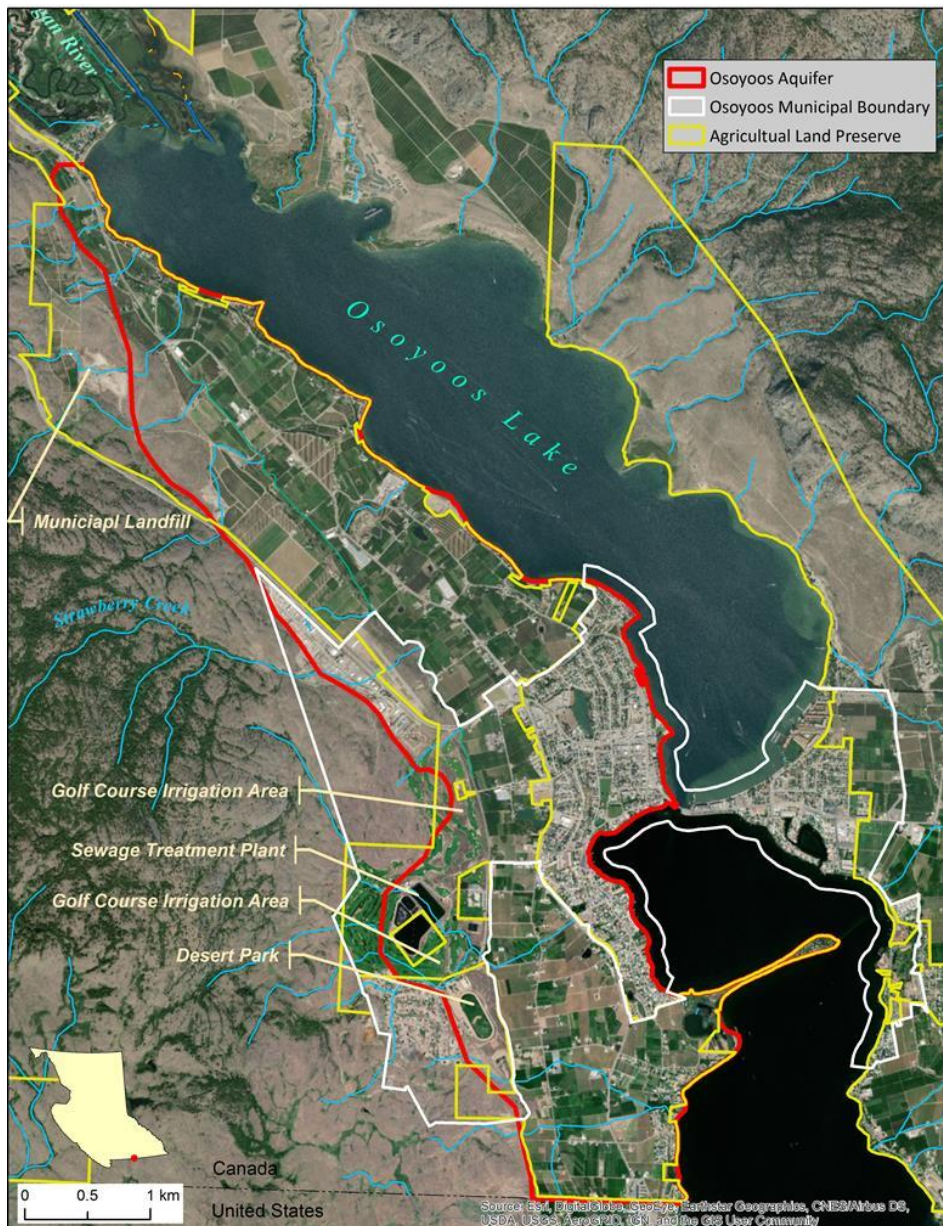 gan River
Osoyoos Aquifer
Osoyoos Municipal Boundary
Agricultual Land Preserve
Osoyoos Lake
Municiapl Landfill
Strawberry Creek
Golf Course Irrigation Area
Sewage Treatment Plant
Golf Course Irrigation Area
Desert Park
Canada
0 0.5 1 km
United States
Source: Esri, DigitalGlobe, GeoEye, Earthstar Geographics, CNES/Airbus DS,
USDA, USGS, AeroGRID, IGN, and the GIS User Community